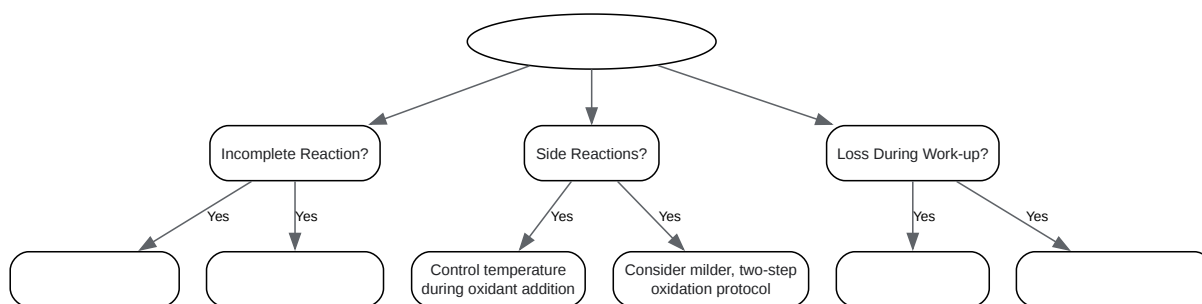 Incomplete Reaction?
Side Reactions?
Loss During Work-up?
Yes
Yes
Yes
Yes
Yes
Yes
Control temperature
during oxidant addition
Consider milder, two-step
oxidation protocol